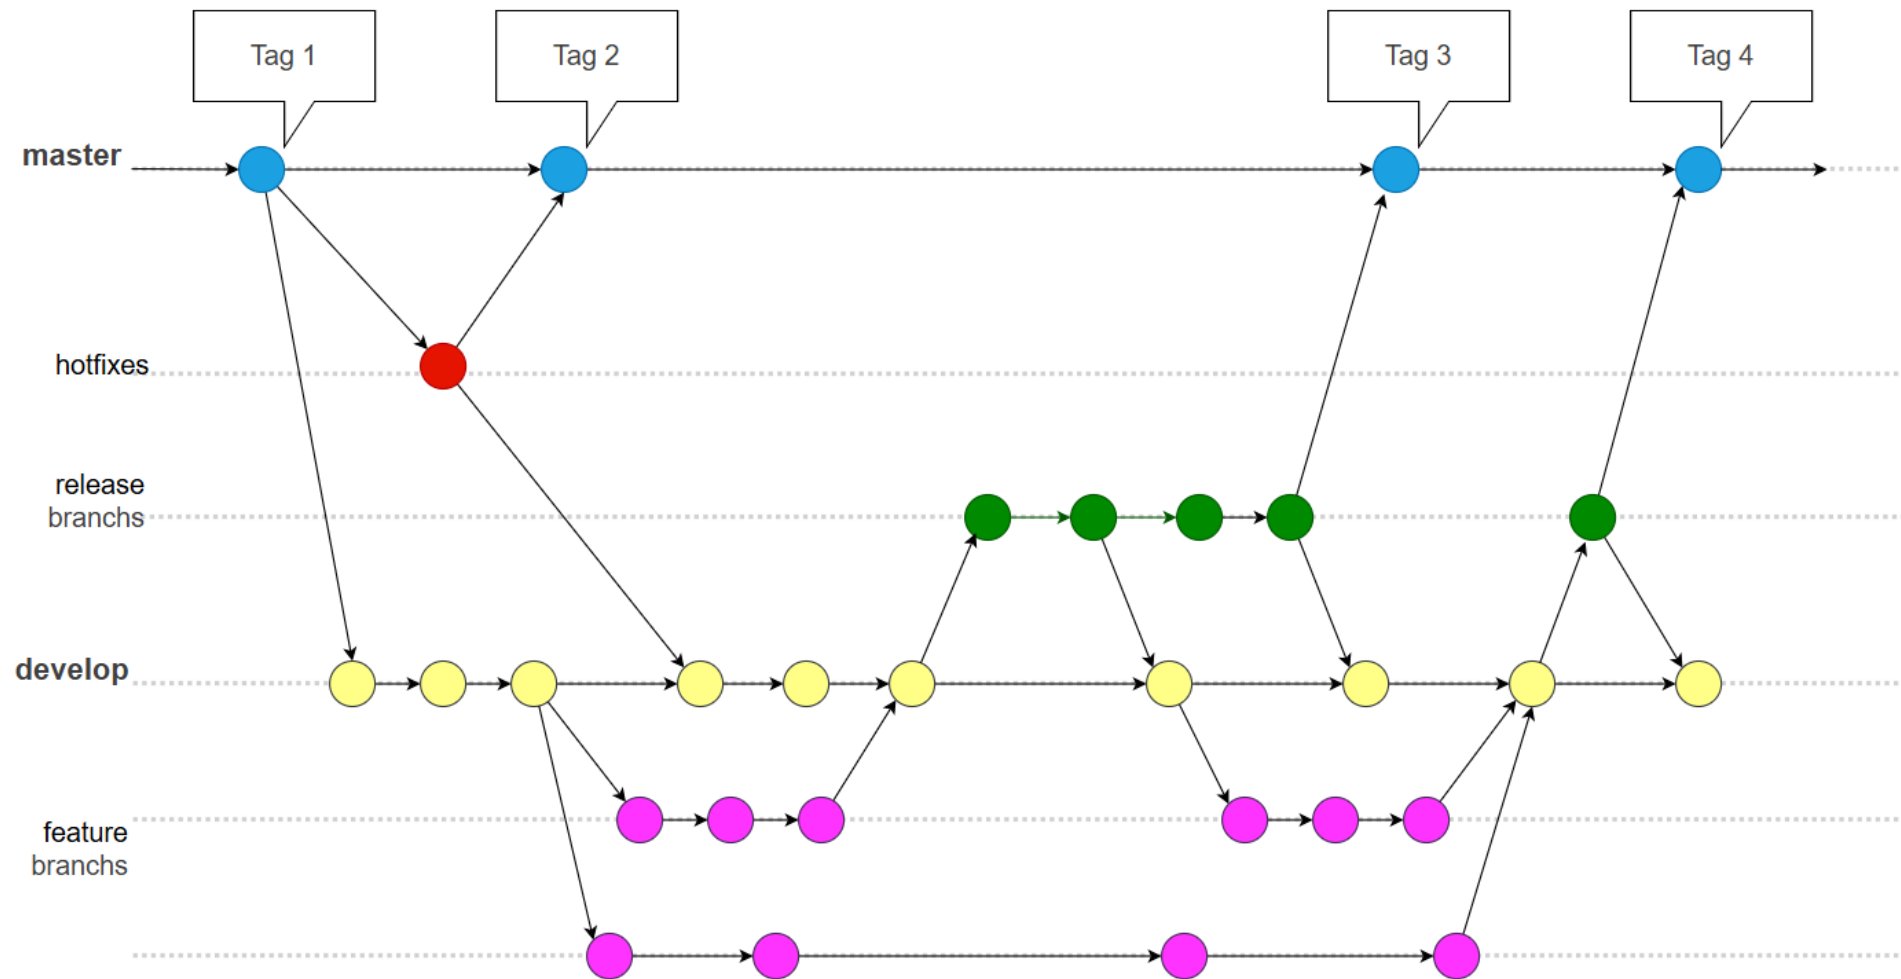 Tag 1
Tag 2
Tag 3
Tag 4
master
hotfixes
release
branchs
develop
feature
branchs